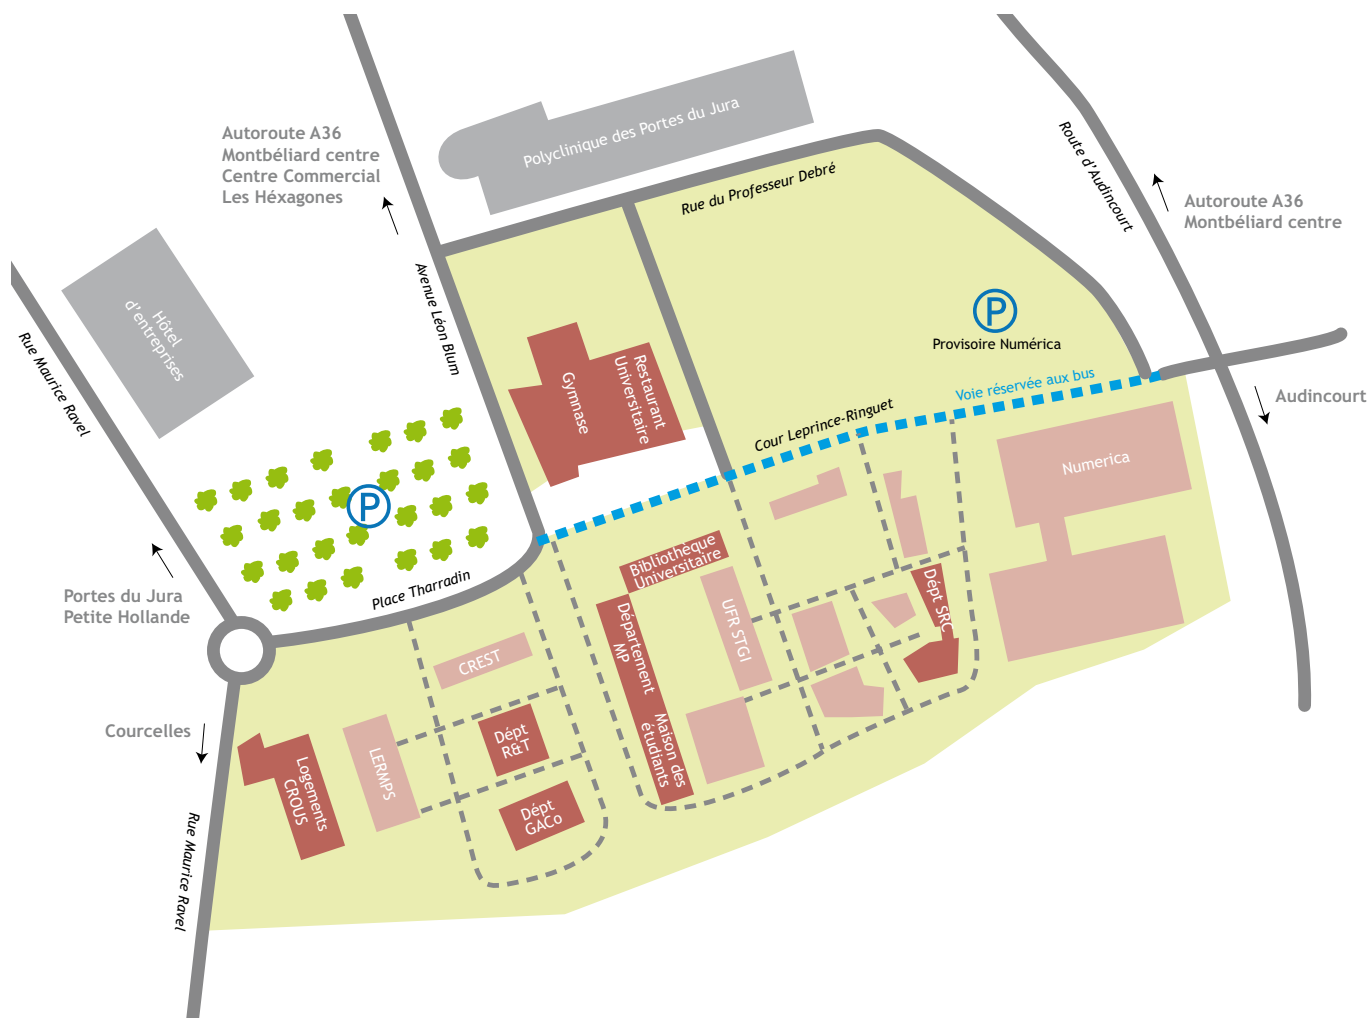 Autoroute A36
Montbéliard centre
Centre Commercial
Les Héxagones
Polyclinique des Portes du Jura
Rue du Professeur Debré
Route d'Audincourt
Autoroute A36
Montbéliard centre
Hôtel
d'entreprises
Rue Maurice Ravel
Avenue Léon Blum
P
Provisoire Numérica
Gymnase
Restaurant
Universitaire
Voie réservée aux bus
Cour Leprince-Ringuet
Audincourt
Numerica
P
Place Tharradin
Portes du Jura
Petite Hollande
Bibliothèque
Universitaire
Département
MP
UFR STGI
Dépt SRC
CREST
Courcelles
Dépt
R&T
Maison des
étudiants
LERMPS
Logements
CROUS
Dépt
GACo
Rue Maurice Ravel